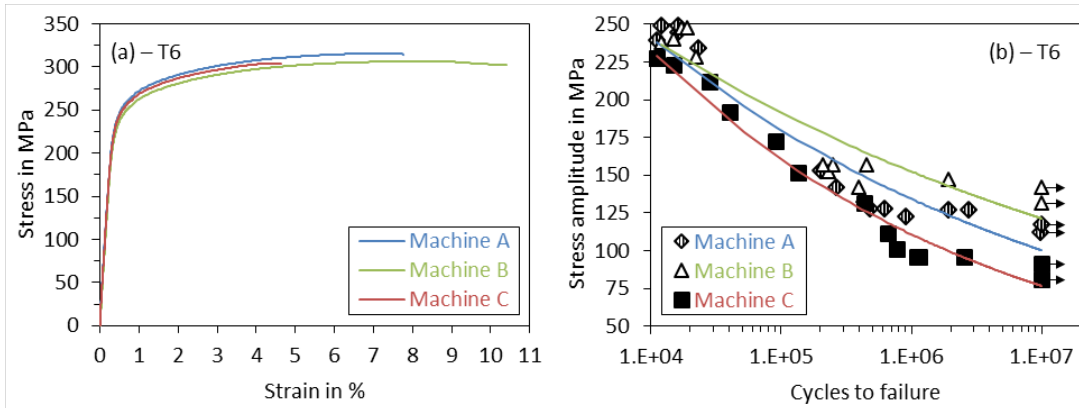 (a) – T6
Stress in MPa
350
300
250
200
150
100
50
0
0 1 2 3 4 5 6 7 8 9 10 11
Strain in %
Machine A
Machine B
Machine C
(b) – T6
Stress amplitude in MPa
250
225
200
175
150
125
100
75
50
1.E+04 1.E+05 1.E+06 1.E+07
Cycles to failure
Machine A
Machine B
Machine C